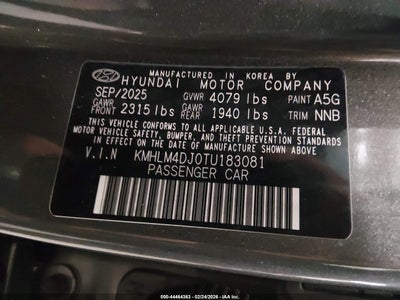 MANUFACTURED IN KOREA BY
HYUNDAI MOTOR COMPANY
SEP/2025 GVWR 4079 lbs PAINT A5G
GAWR FRONT 2315 lbs GAWR REAR 1940 lbs TRIM NNB
THIS VEHICLE CONFORMS TO ALL APPLICABLE U.S. FEDERAL
MOTOR VEHICLE SAFETY, BUMPER, AND THEFT PREVENTION STANDARDS
IN EFFECT ON THE DATE OF MANUFACTURE SHOWN ABOVE.
V.I.N KMHLM4DJ0TU183081
PASSENGER CAR
000-44464363 | 02/24/2026 - IAA Inc.